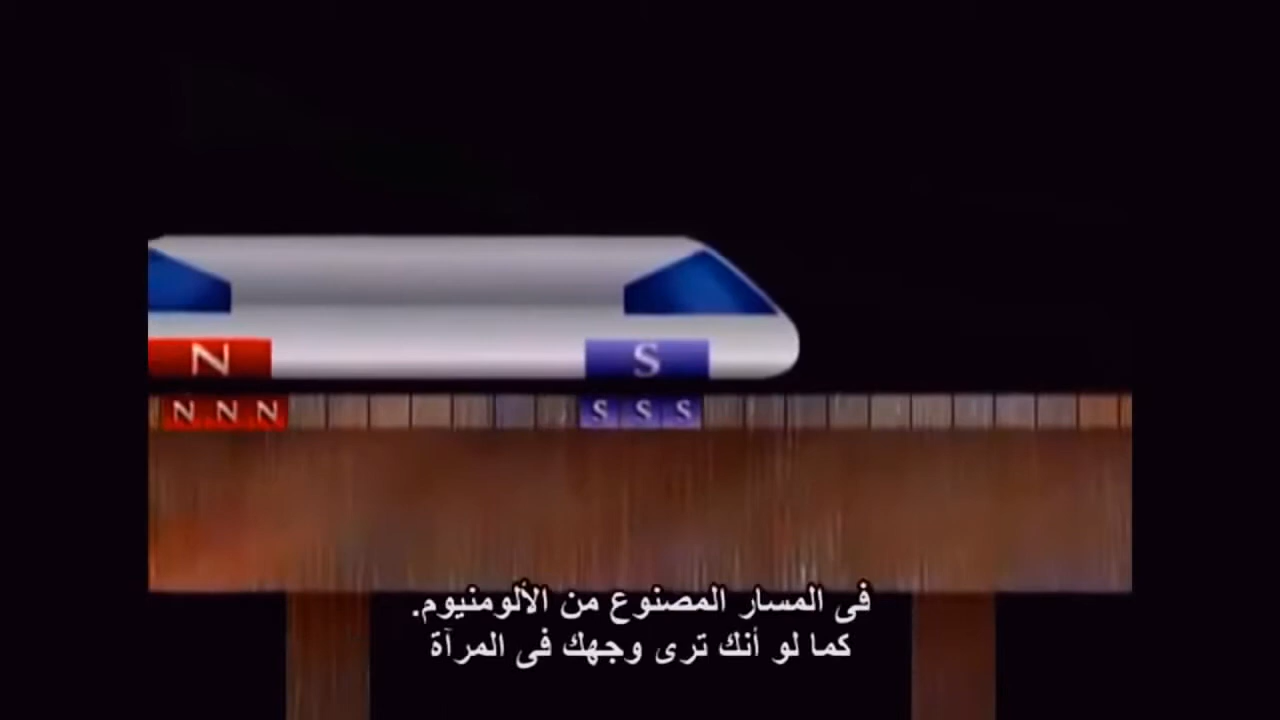 N
S
N N N
S S S
فى المسار المصنوع من الألومنيوم.
كما لو أنك ترى وجهك فى المرآة